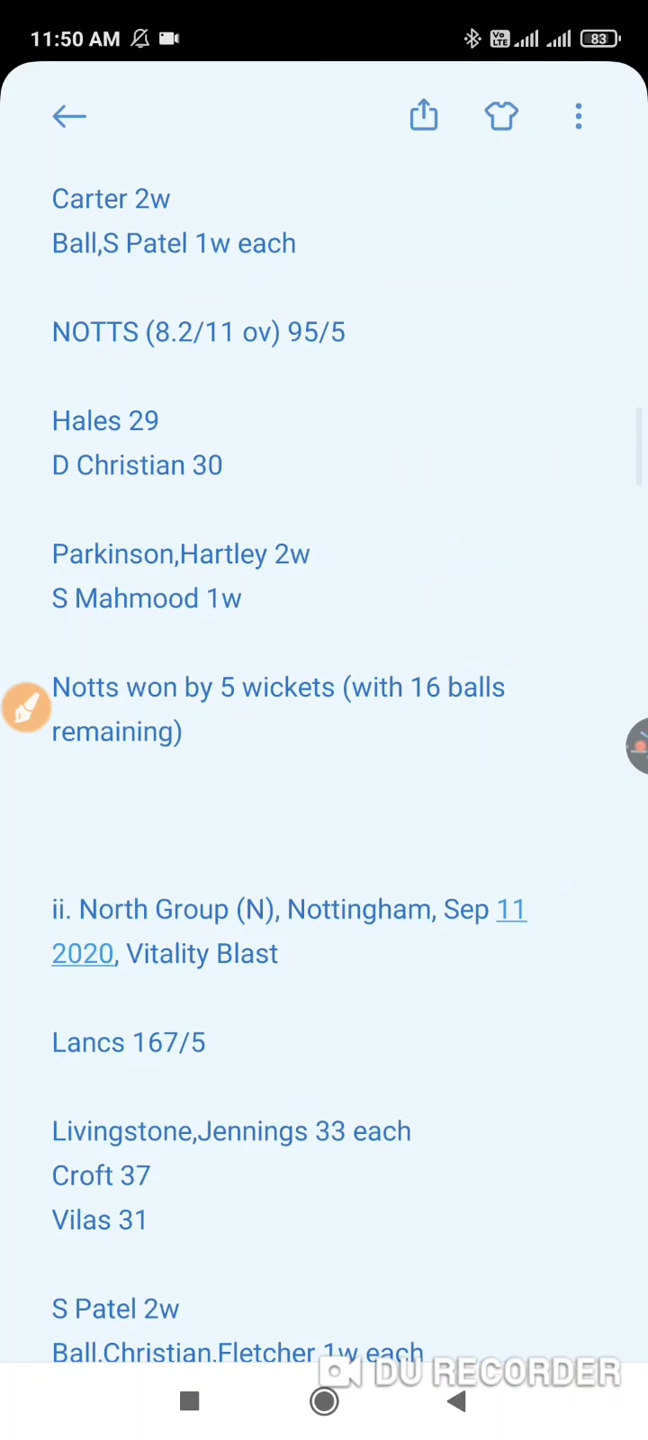 11:50 AM
Vo LTE
83
Carter 2w
Ball,S Patel 1w each
NOTTS (8.2/11 ov) 95/5
Hales 29
D Christian 30
Parkinson,Hartley 2w
S Mahmood 1w
Notts won by 5 wickets (with 16 balls
remaining)
ii. North Group (N), Nottingham, Sep 11
2020, Vitality Blast
Lancs 167/5
Livingstone,Jennings 33 each
Croft 37
Vilas 31
S Patel 2w
Ball,Christian,Fletcher 1w each
DU RECORDER